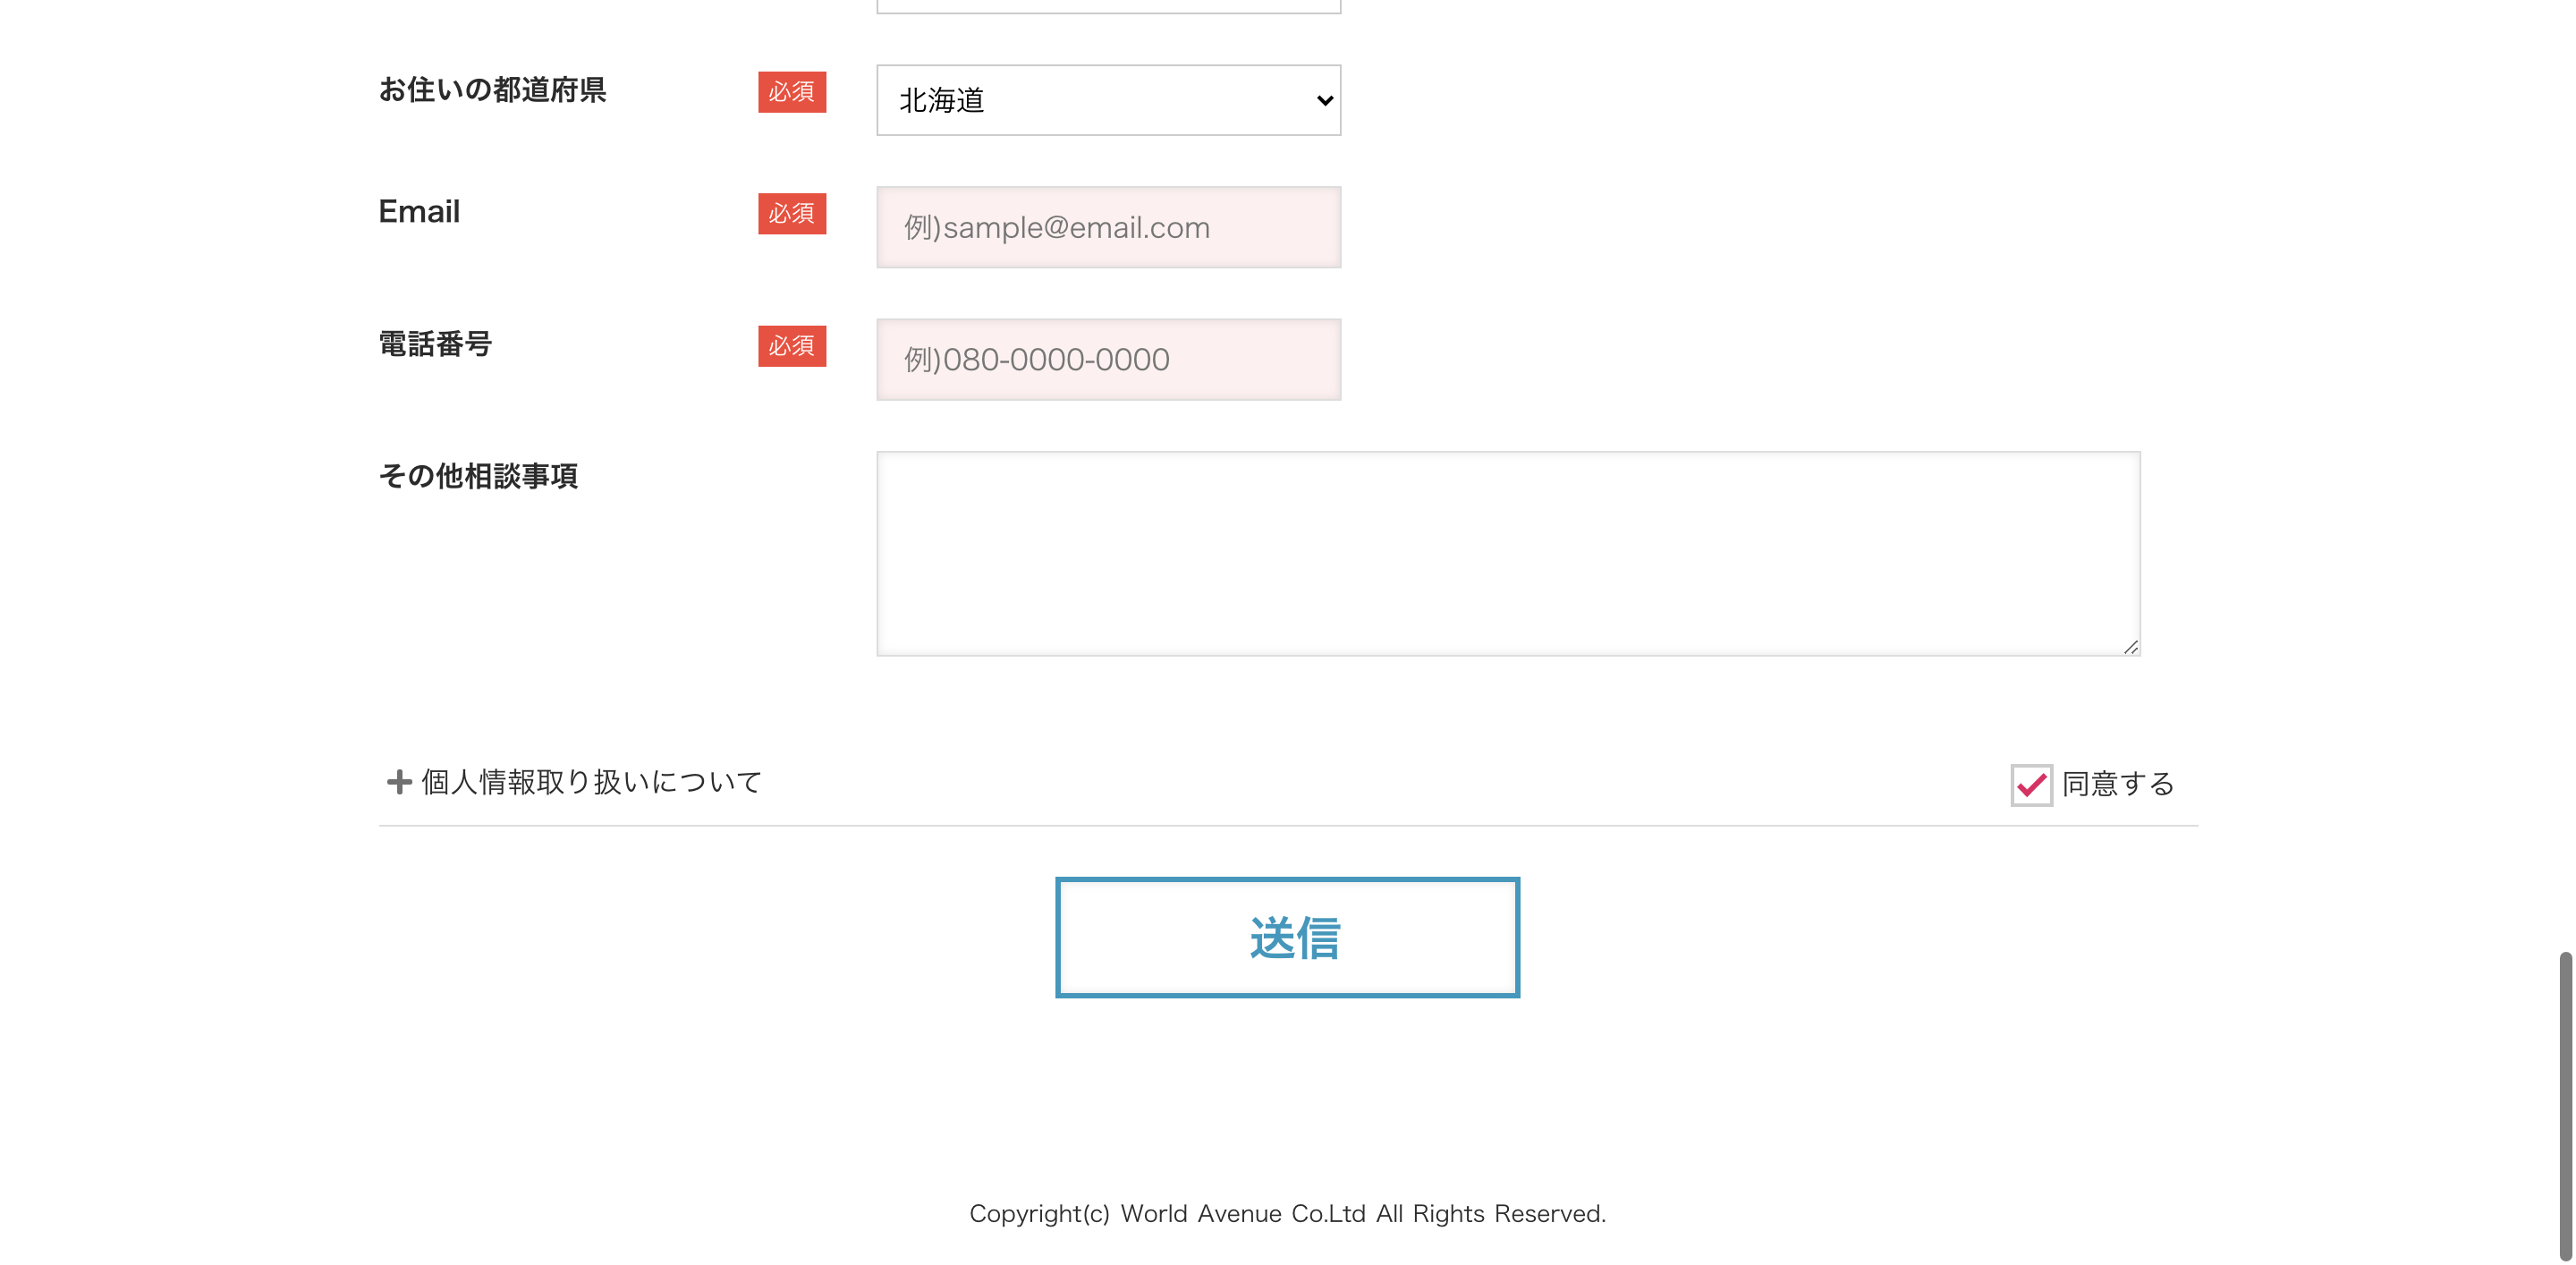 お住いの都道府県 必須 北海道
Email 必須 例)sample@email.com
電話番号 必須 例)080-0000-0000
その他相談事項
個人情報取り扱いについて 同意する
送信
Copyright(c) World Avenue Co.Ltd All Rights Reserved.